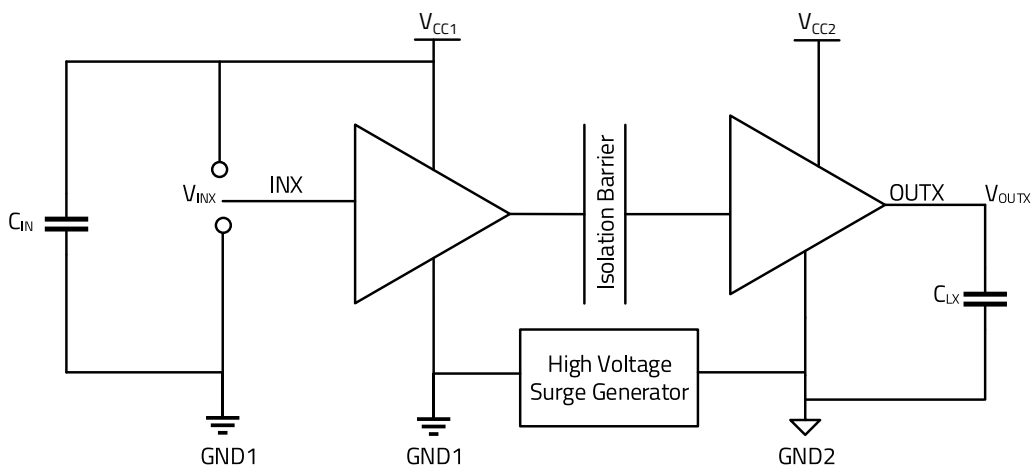 VCC1
VCC2
CIN
VINX
INX
Isolation Barrier
OUTX
VOUTX
CLX
High Voltage
Surge Generator
GND1
GND1
GND2